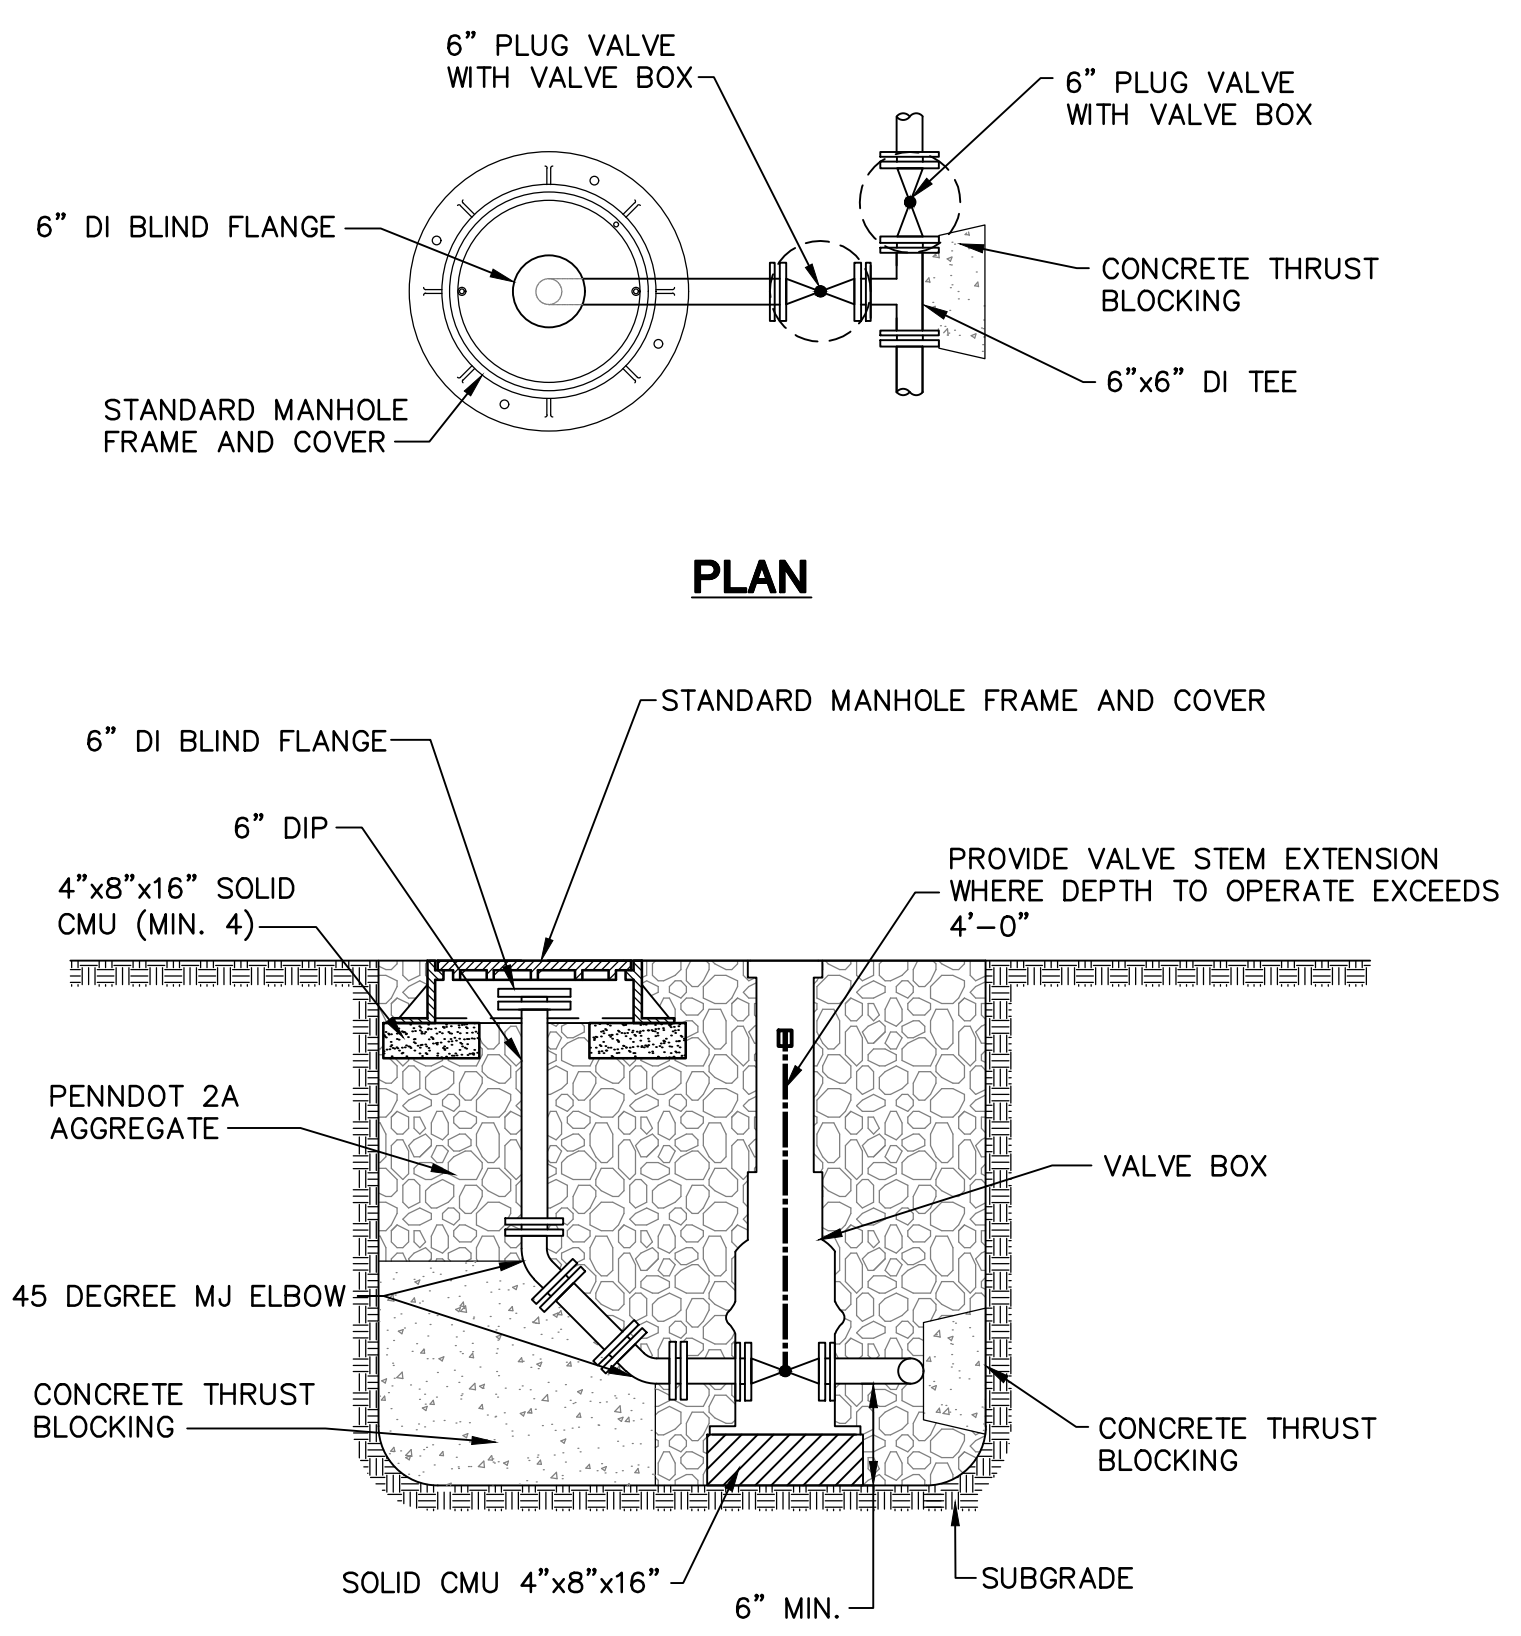 6” PLUG VALVE
WITH VALVE BOX
6” PLUG VALVE
WITH VALVE BOX
6” DI BLIND FLANGE
CONCRETE THRUST
BLOCKING
6”x6” DI TEE
STANDARD MANHOLE
FRAME AND COVER
PLAN
STANDARD MANHOLE FRAME AND COVER
6” DI BLIND FLANGE
6” DIP
4”x8”x16” SOLID
CMU (MIN. 4)
PROVIDE VALVE STEM EXTENSION
WHERE DEPTH TO OPERATE EXCEEDS
4’-0”
PENNDOT 2A
AGGREGATE
VALVE BOX
45 DEGREE MJ ELBOW
CONCRETE THRUST
BLOCKING
CONCRETE THRUST
BLOCKING
SOLID CMU 4”x8”x16”
6” MIN.
SUBGRADE